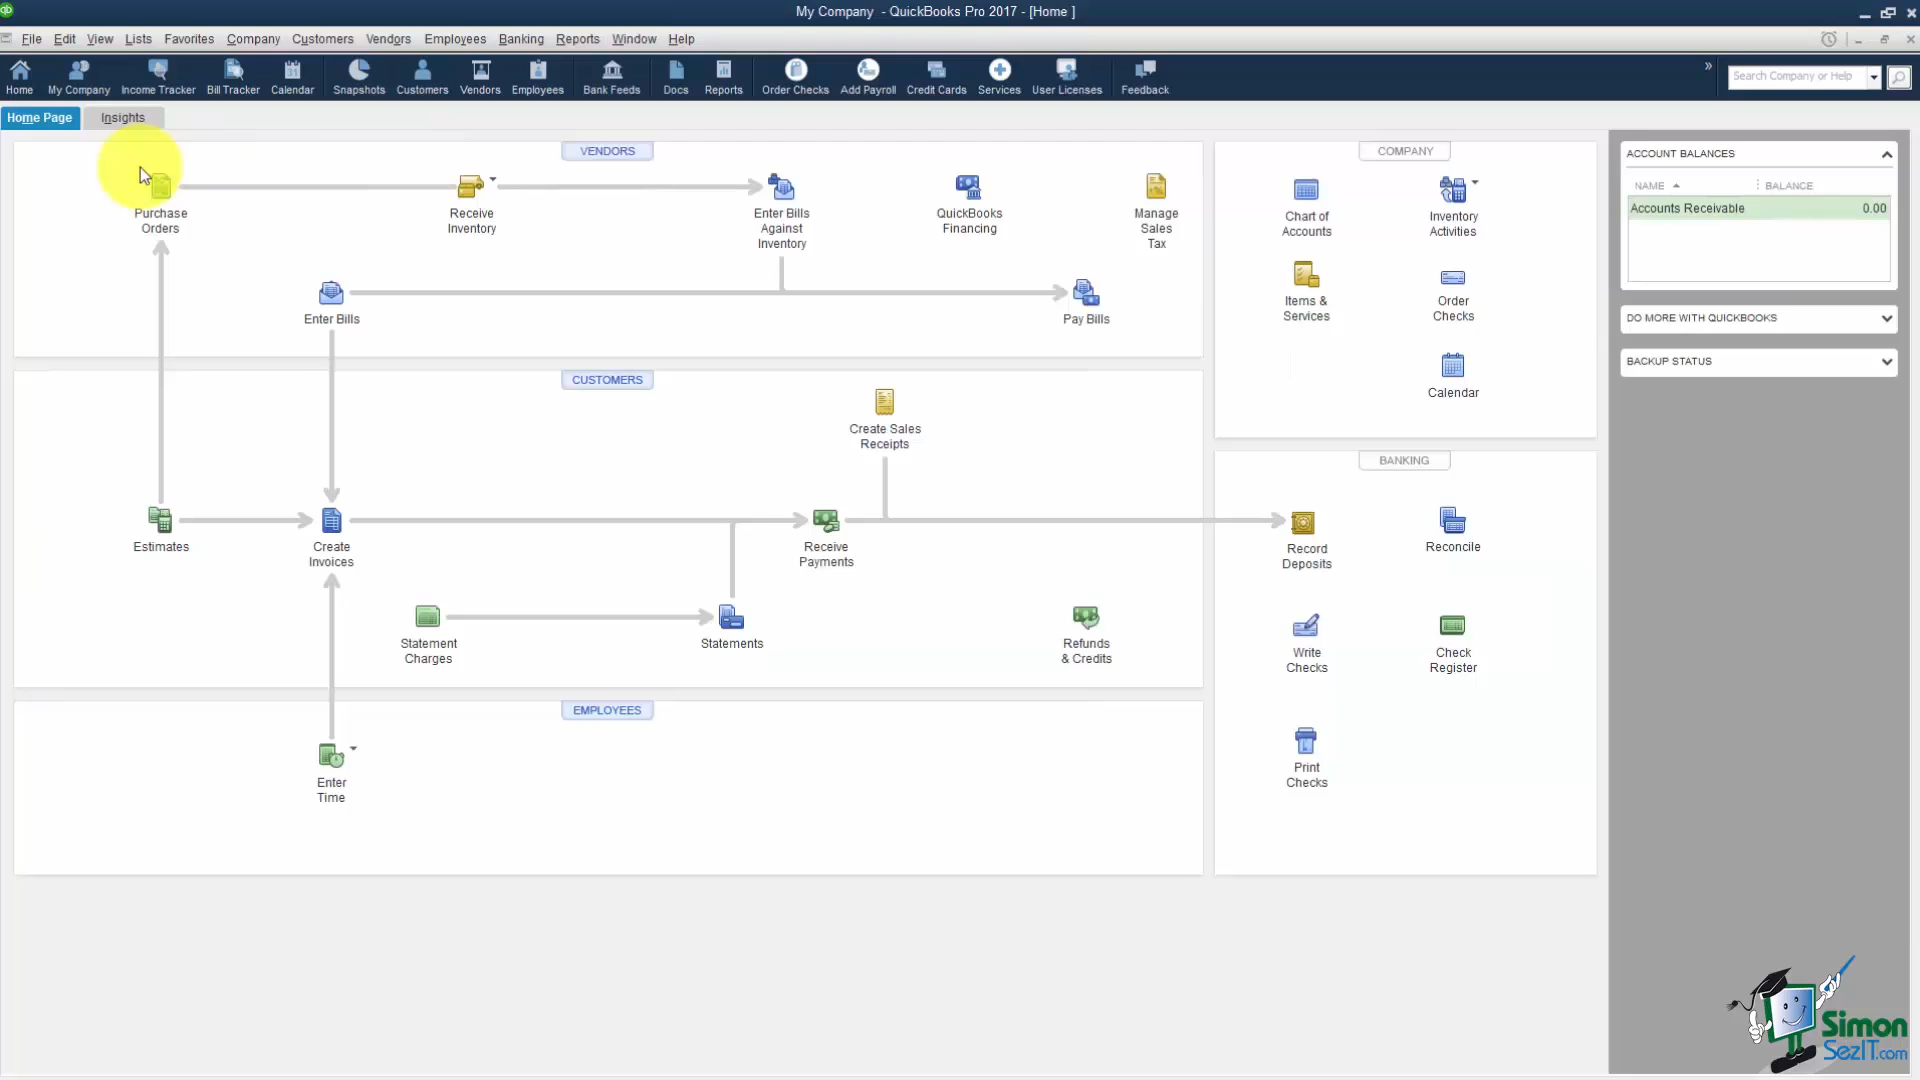 My Company - QuickBooks Pro 2017 - [Home ]
File Edit View Lists Favorites Company Customers Vendors Employees Banking Reports Window Help
Home My Company Income Tracker Bill Tracker Calendar Snapshots Customers Vendors Employees Bank Feeds Docs Reports Order Checks Add Payroll Credit Cards Services User Licenses Feedback
Search Company or Help
Home Page Insights
VENDORS
Purchase
Orders
Receive
Inventory
Enter Bills
Against
Inventory
QuickBooks
Financing
Manage
Sales
Tax
Enter Bills
Pay Bills
CUSTOMERS
Create Sales
Receipts
Estimates
Create
Invoices
Receive
Payments
Statement
Charges
Statements
Refunds
& Credits
EMPLOYEES
Enter
Time
COMPANY
Chart of
Accounts
Inventory
Activities
Items &
Services
Order
Checks
Calendar
BANKING
Record
Deposits
Reconcile
Write
Checks
Check
Register
Print
Checks
ACCOUNT BALANCES
NAME BALANCE
Accounts Receivable 0.00
DO MORE WITH QUICKBOOKS
BACKUP STATUS
Simon
SezIT.com